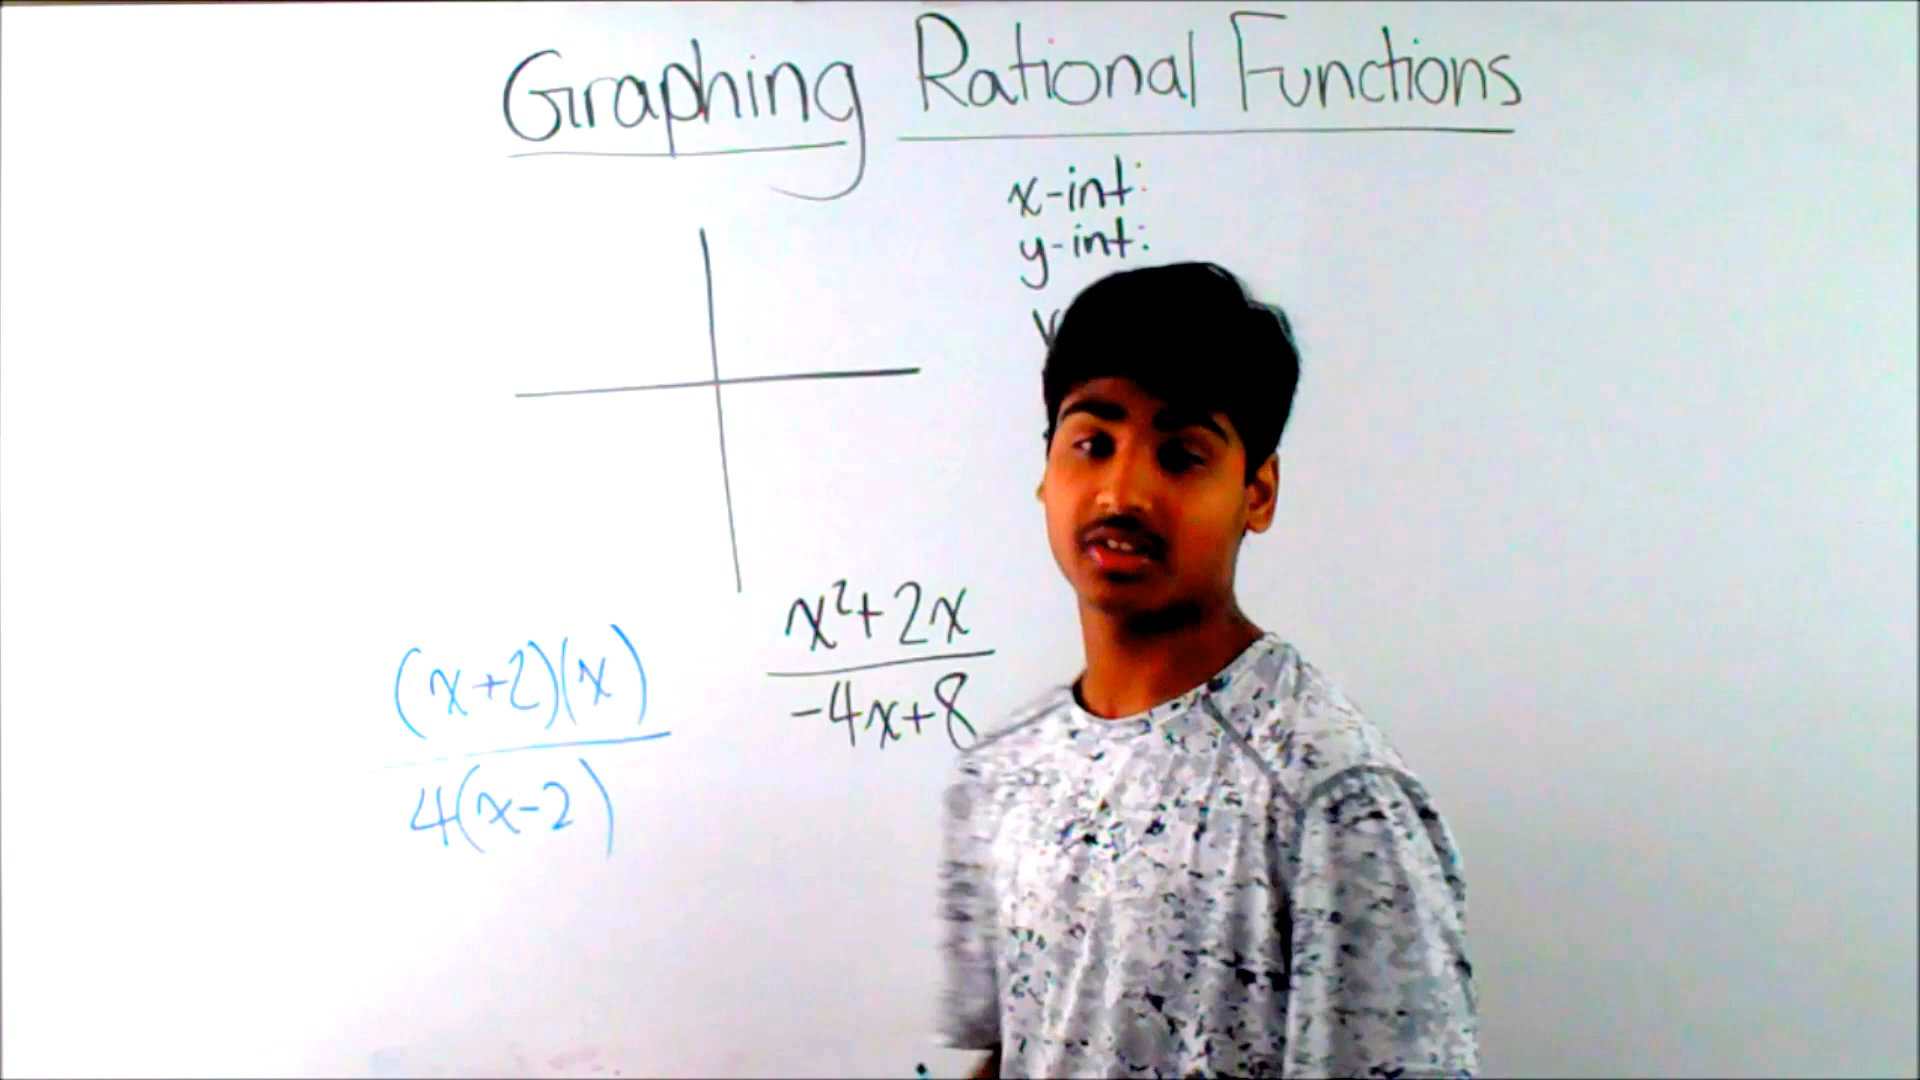 Graphing Rational Functions
x-int:
y-int:
x²+2x
-4x+8
(x+2)(x)
4(x-2)